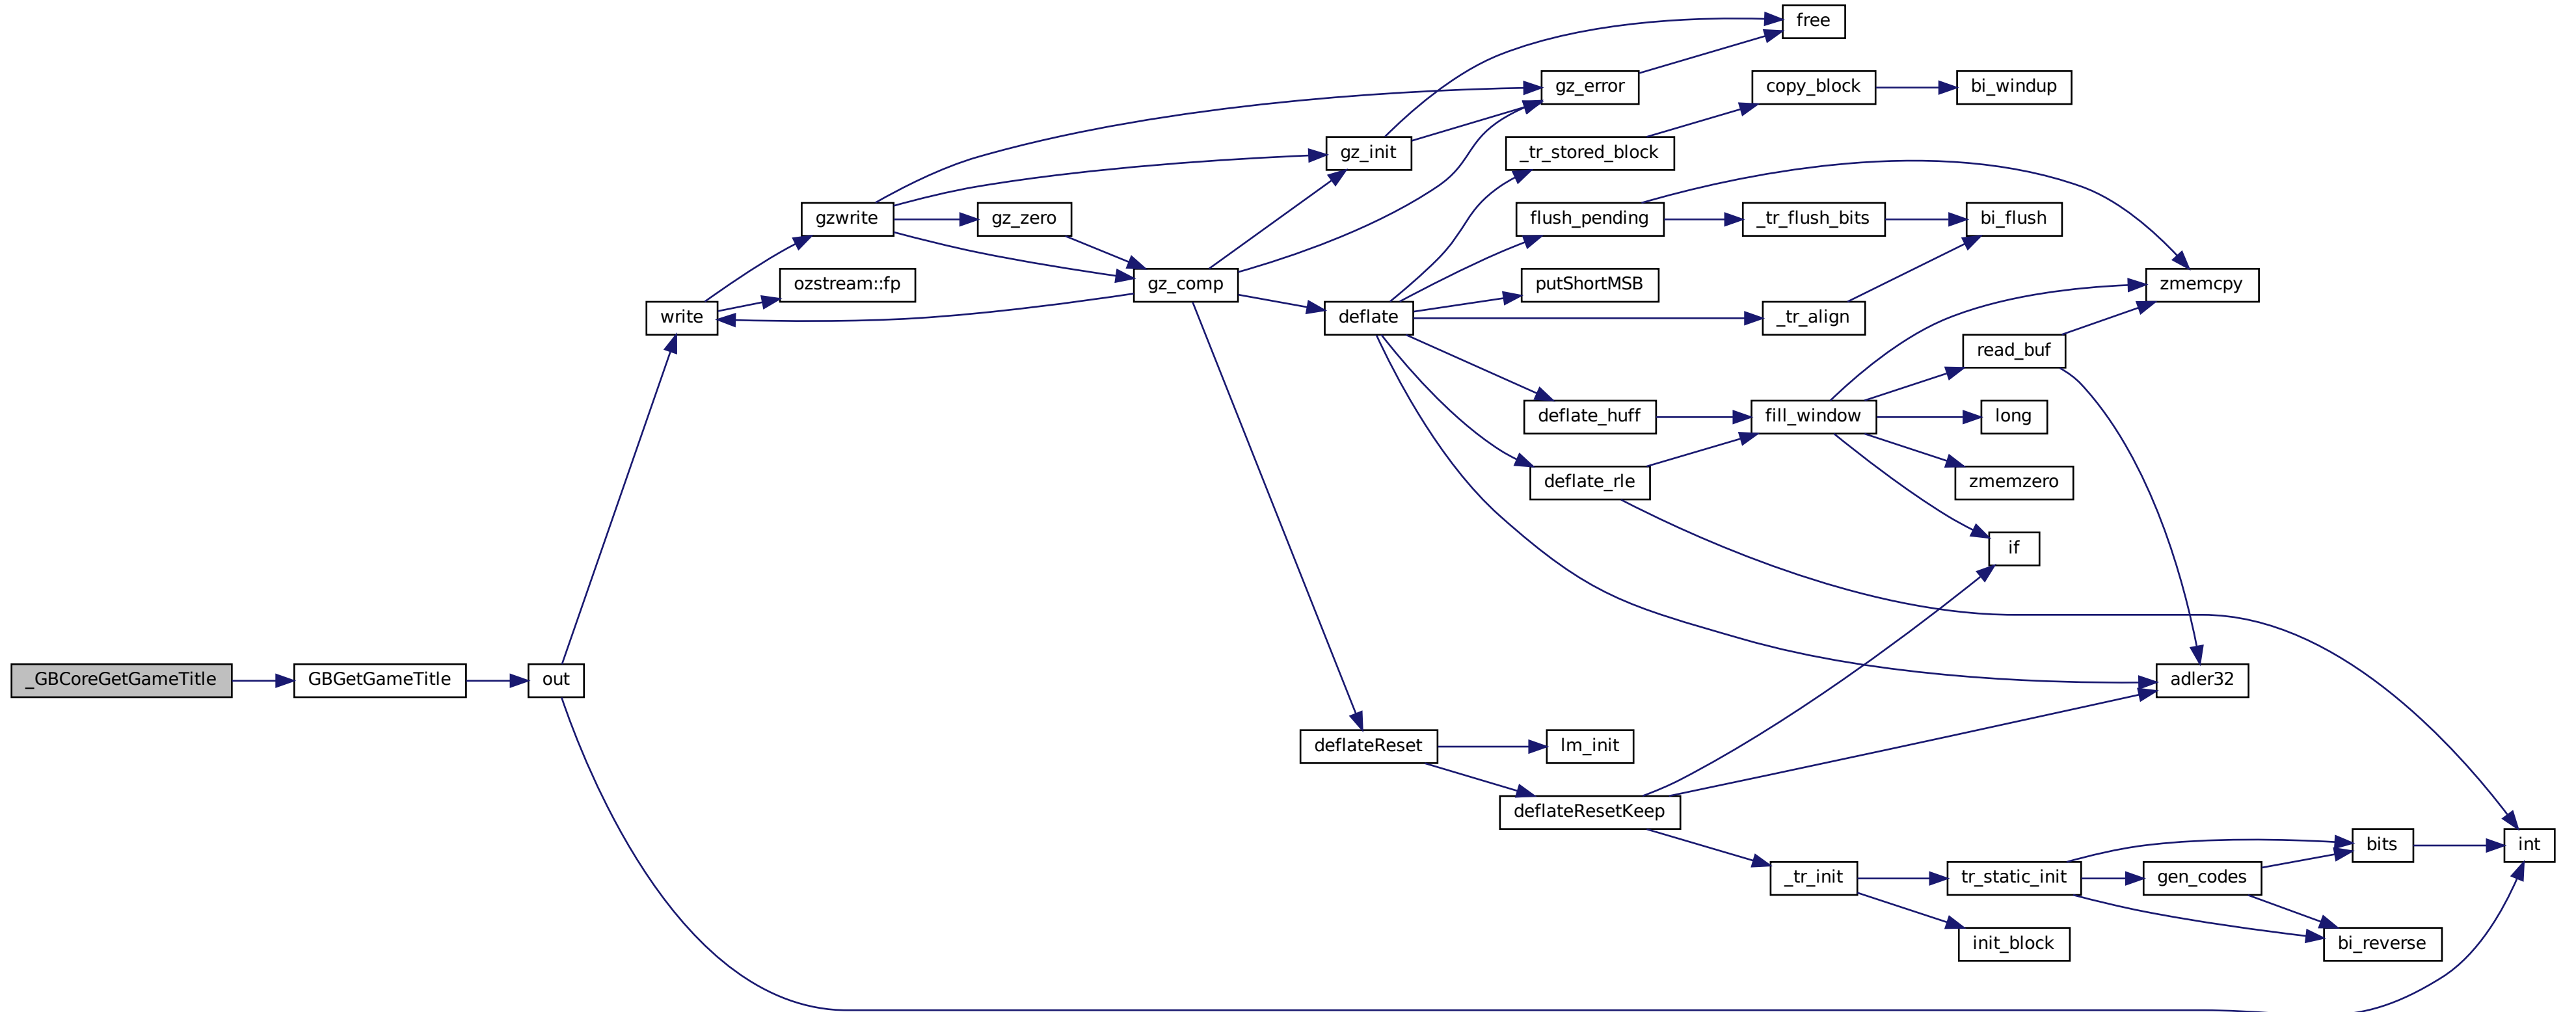 free
gz_error
copy_block
bi_windup
gz_init
_tr_stored_block
gzwrite
gz_zero
flush_pending
_tr_flush_bits
bi_flush
ozstream::fp
gz_comp
putShortMSB
zmemcpy
write
deflate
_tr_align
read_buf
deflate_huff
fill_window
long
deflate_rle
zmemzero
if
_GBCoreGetGameTitle
GBGetGameTitle
out
adler32
deflateReset
lm_init
deflateResetKeep
bits
int
_tr_init
tr_static_init
gen_codes
init_block
bi_reverse